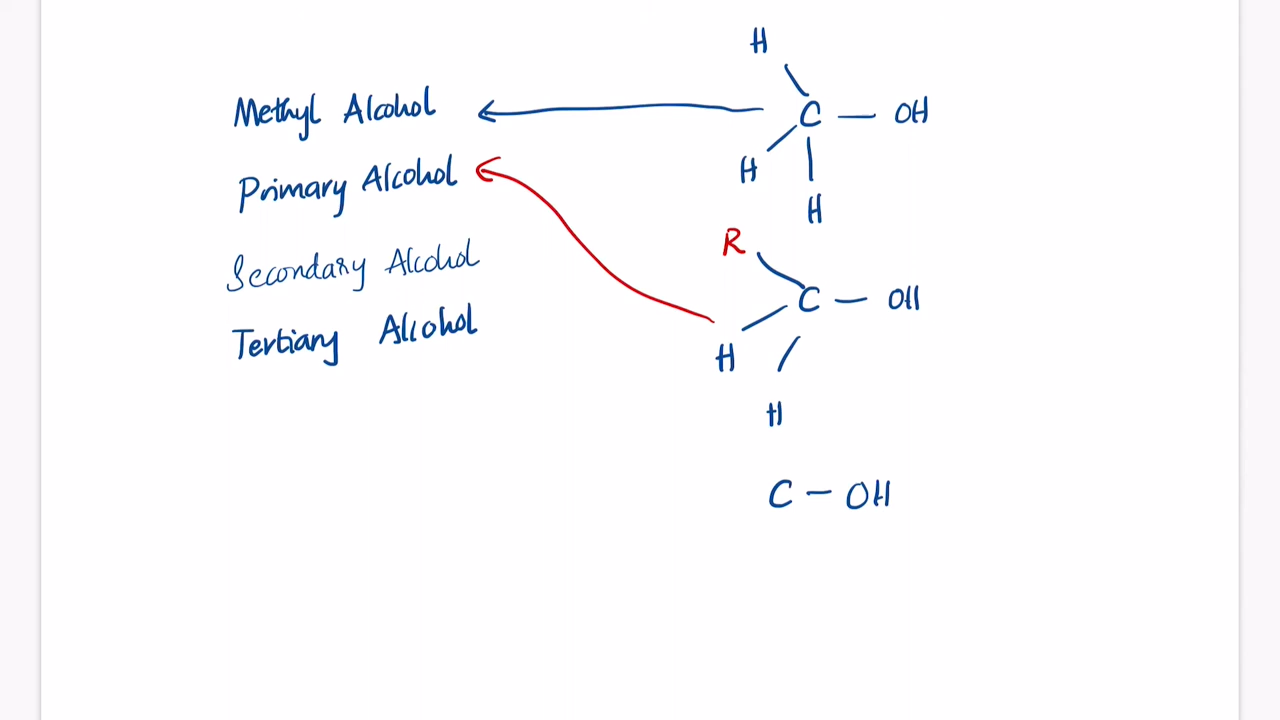 H
Methyl Alcohol
C — OH
H
H
Primary Alcohol
R
Secondary Alcohol
C — OH
Tertiary Alcohol
H
H
C – OH